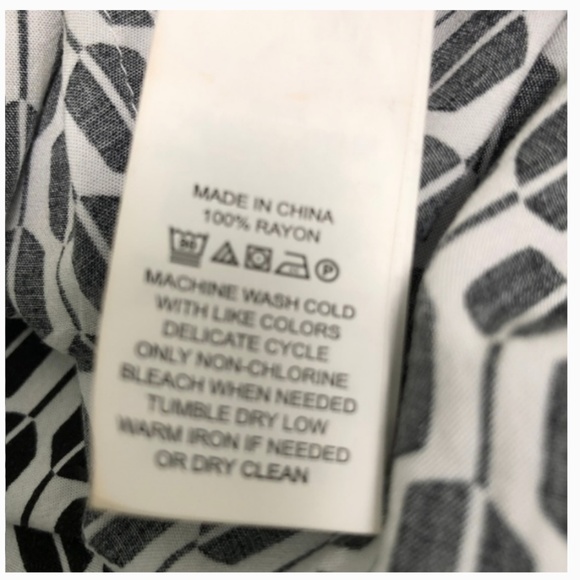 MADE IN CHINA
100% RAYON
P
MACHINE WASH COLD
WITH LIKE COLORS
DELICATE CYCLE
ONLY NON-CHLORINE
BLEACH WHEN NEEDED
TUMBLE DRY LOW
WARM IRON IF NEEDED
OR DRY CLEAN